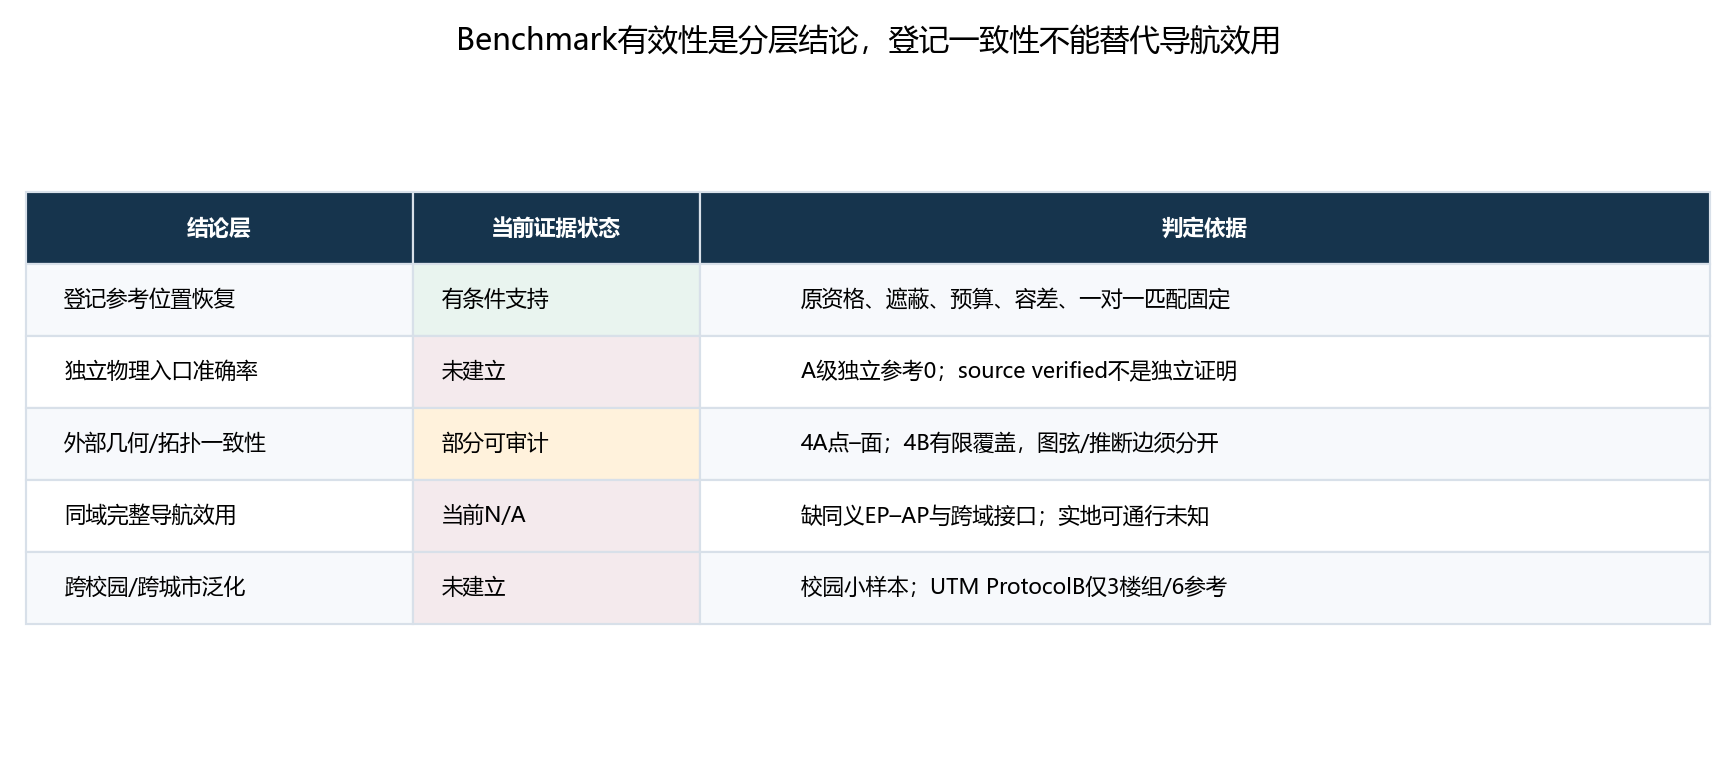 Benchmark有效性是分层结论，登记一致性不能替代导航效用
结论层 当前证据状态 判定依据
登记参考位置恢复 有条件支持 原资格、遮蔽、预算、容差、一对一匹配固定
独立物理入口准确率 未建立 A级独立参考0；source verified不是独立证明
外部几何/拓扑一致性 部分可审计 4A点–面；4B有限覆盖，图弦/推断边须分开
同域完整导航效用 当前N/A 缺同义EP–AP与跨域接口；实地可通行未知
跨校园/跨城市泛化 未建立 校园小样本；UTM ProtocolB仅3楼组/6参考